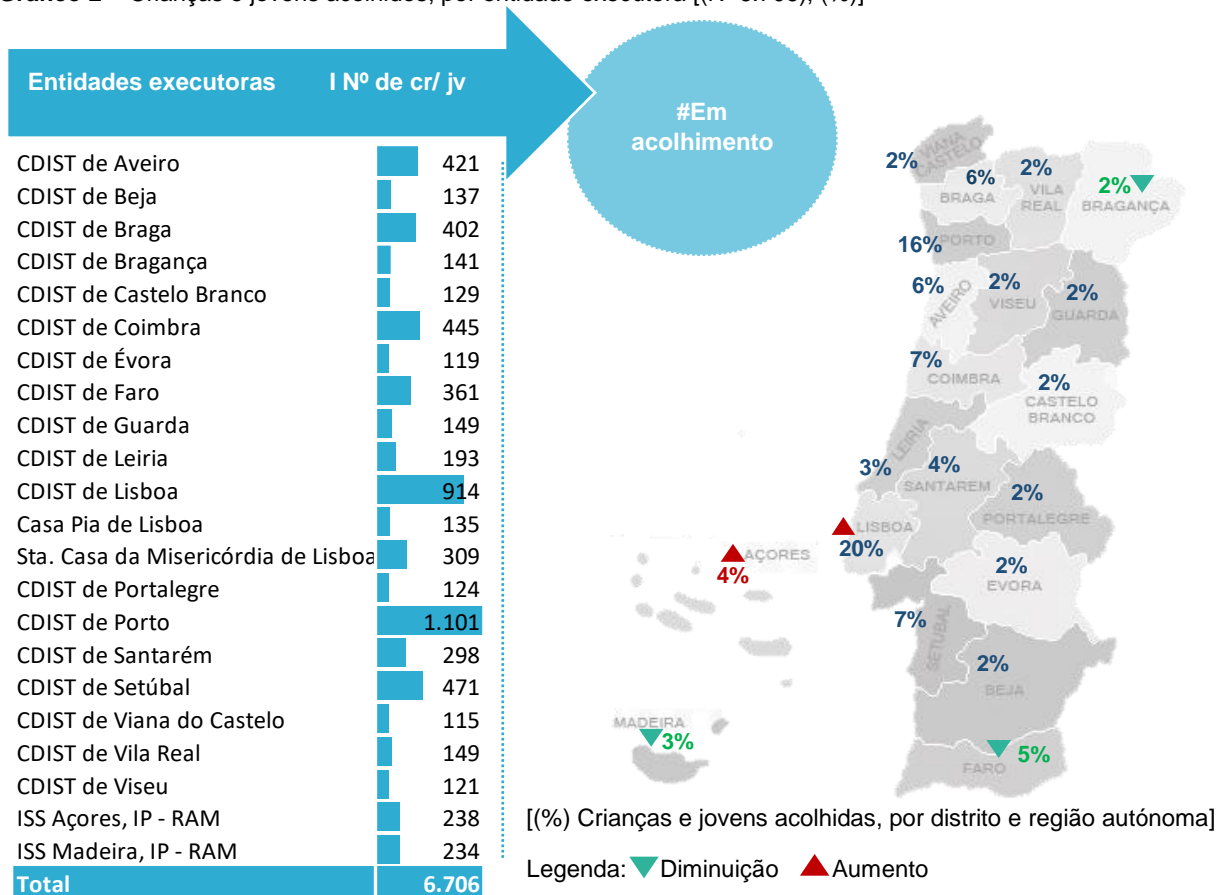 Crianças e jovens acolhidos, por entidade executora
Entidades executoras I Nº de cr/ jv
#Em
acolhimento
CDIST de Aveiro 421
CDIST de Beja 137
CDIST de Braga 402
CDIST de Bragança 141
CDIST de Castelo Branco 129
CDIST de Coimbra 445
CDIST de Évora 119
CDIST de Faro 361
CDIST de Guarda 149
CDIST de Leiria 193
CDIST de Lisboa 914
Casa Pia de Lisboa 135
Sta. Casa da Misericórdia de Lisboa 309
CDIST de Portalegre 124
CDIST de Porto 1.101
CDIST de Santarém 298
CDIST de Setúbal 471
CDIST de Viana do Castelo 115
CDIST de Vila Real 149
CDIST de Viseu 121
ISS Açores, IP - RAM 238
ISS Madeira, IP - RAM 234
Total 6.706
2%
VIANA
CASTELO
6%
BRAGA
2%
VILA
REAL
2%
BRAGANÇA
16%
PORTO
6%
AVEIRO
2%
VISEU
2%
GUARDA
7%
COIMBRA
2%
CASTELO
BRANCO
LEIRIA
3%
4%
SANTAREM
2%
PORTALEGRE
LISBOA
20%
AÇORES
4%
2%
EVORA
7%
SETUBAL
2%
BEJA
MADEIRA
3%
5%
FARO
[(%) Crianças e jovens acolhidas, por distrito e região autónoma]
Legenda: Diminuição Aumento